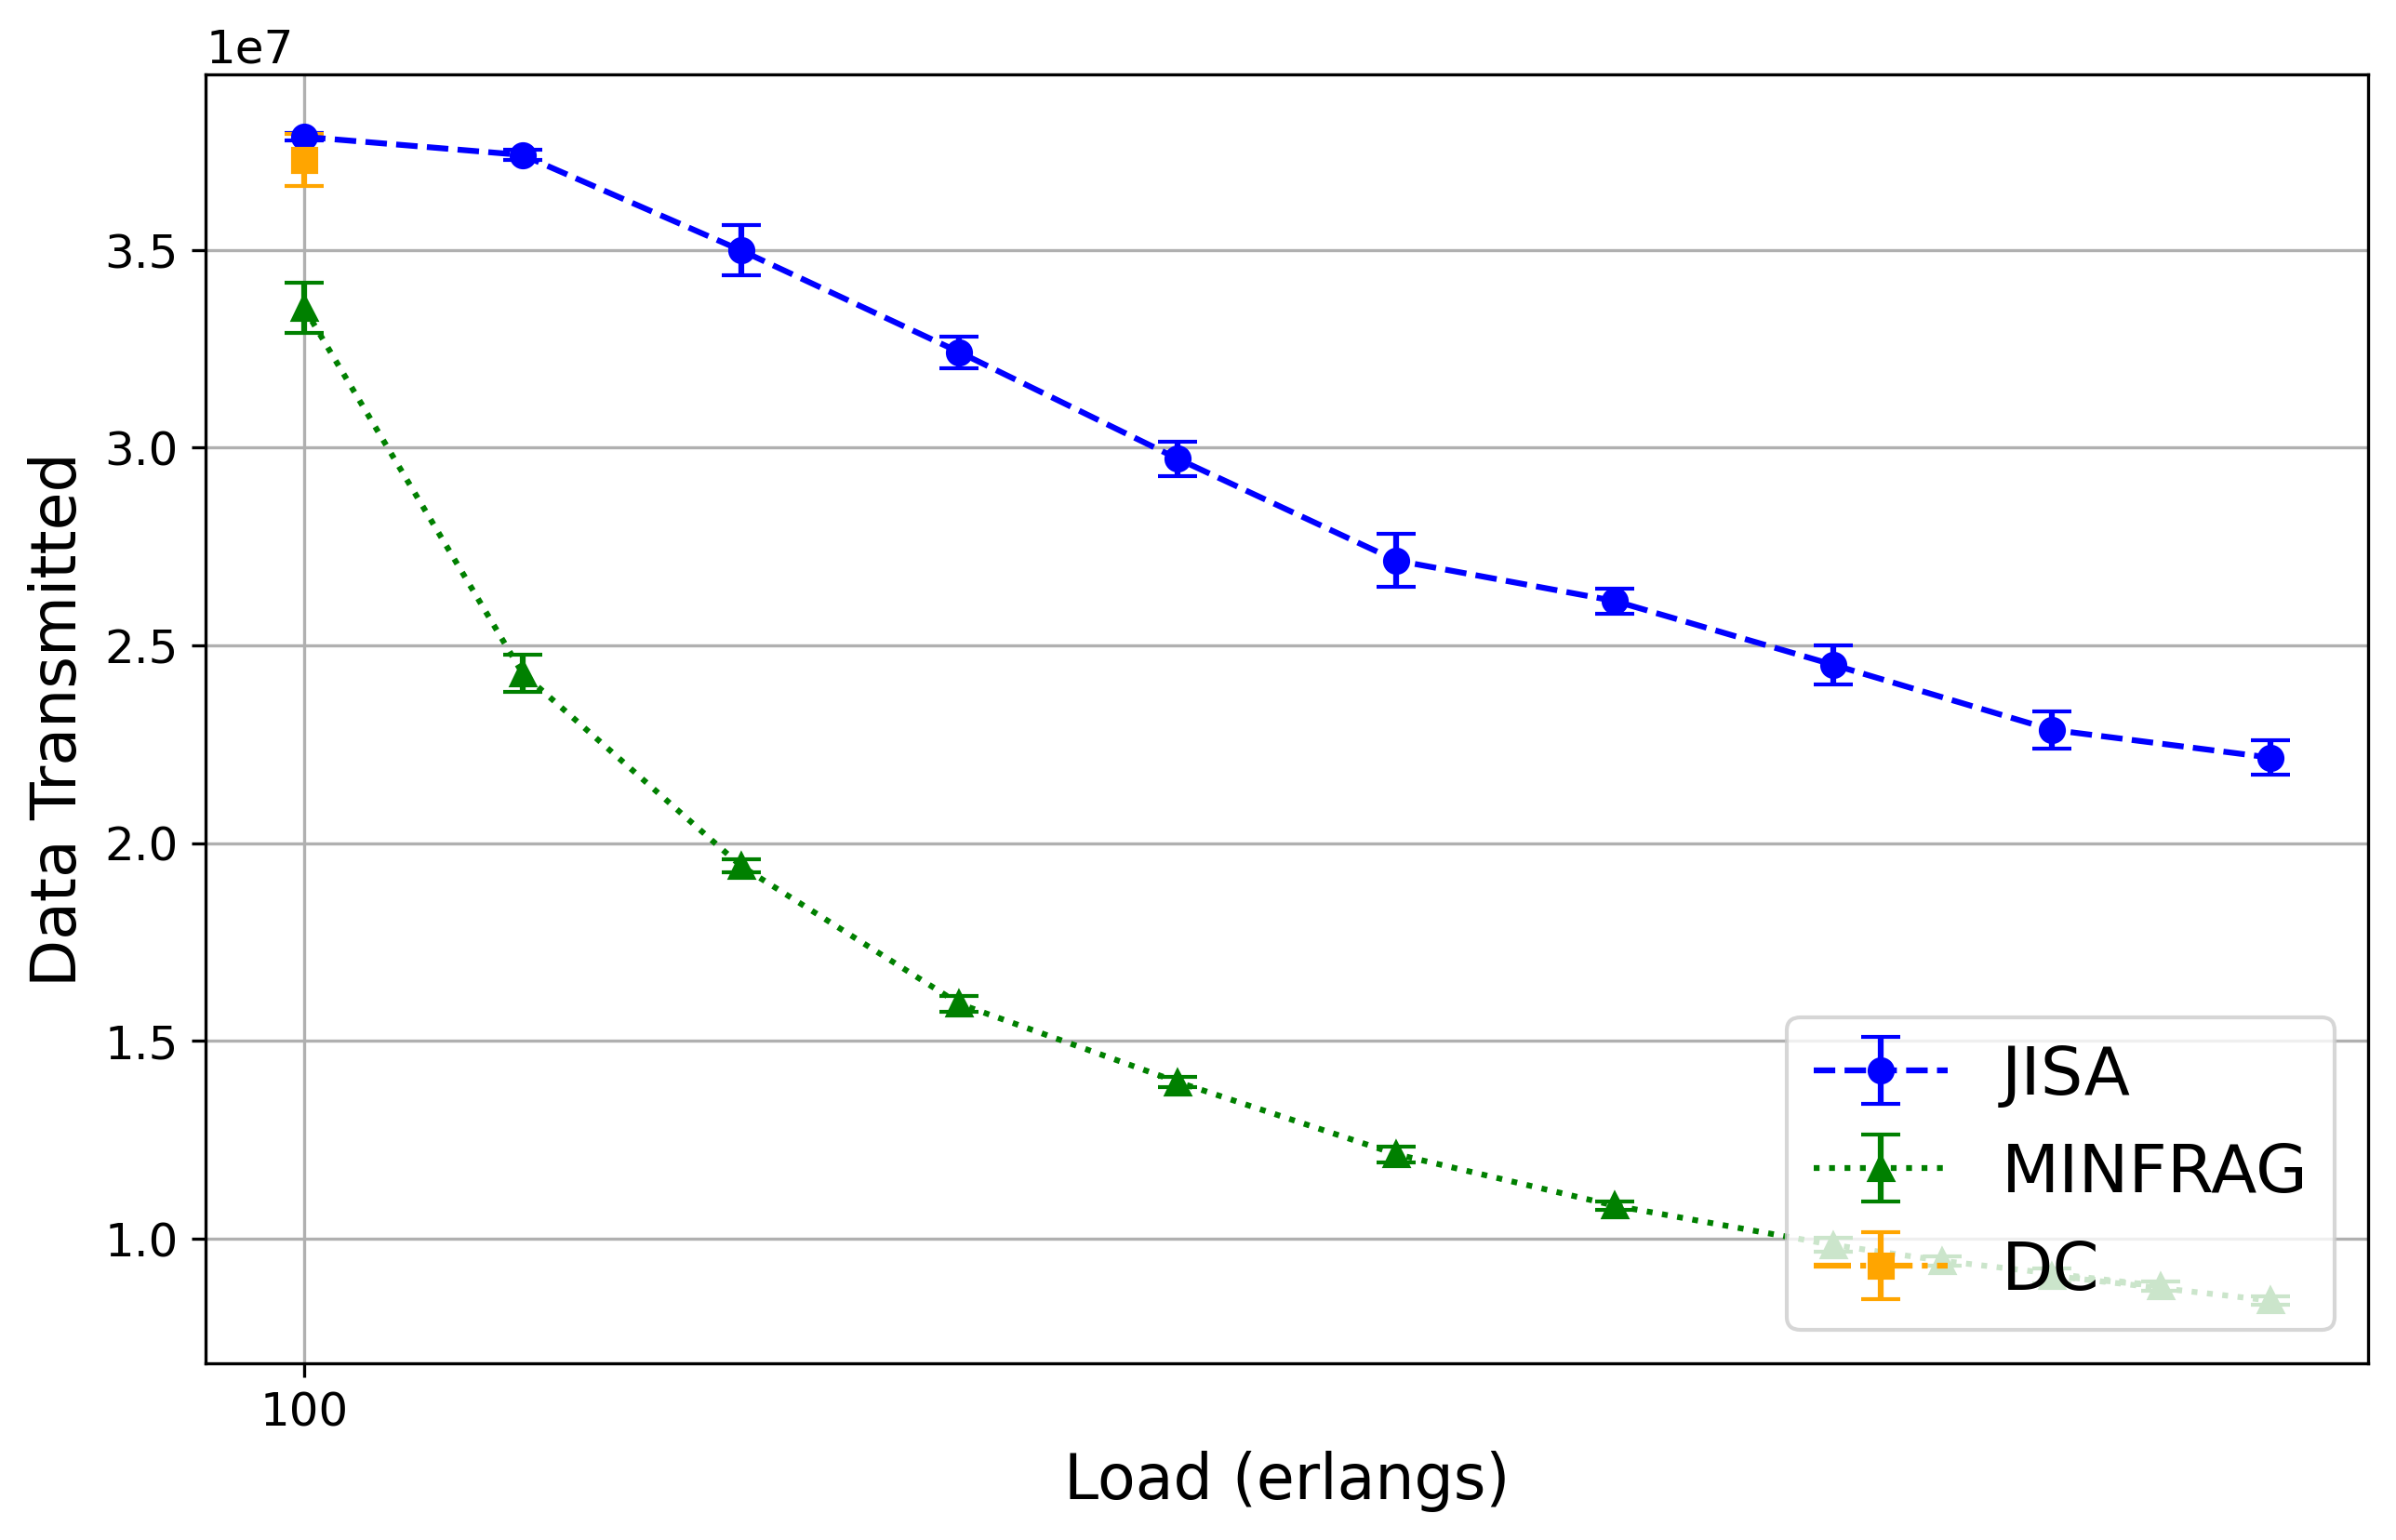 1e7
3.5
3.0
2.5
2.0
1.5
1.0
Data Transmitted
100
Load (erlangs)
JISA
MINFRAG
DC